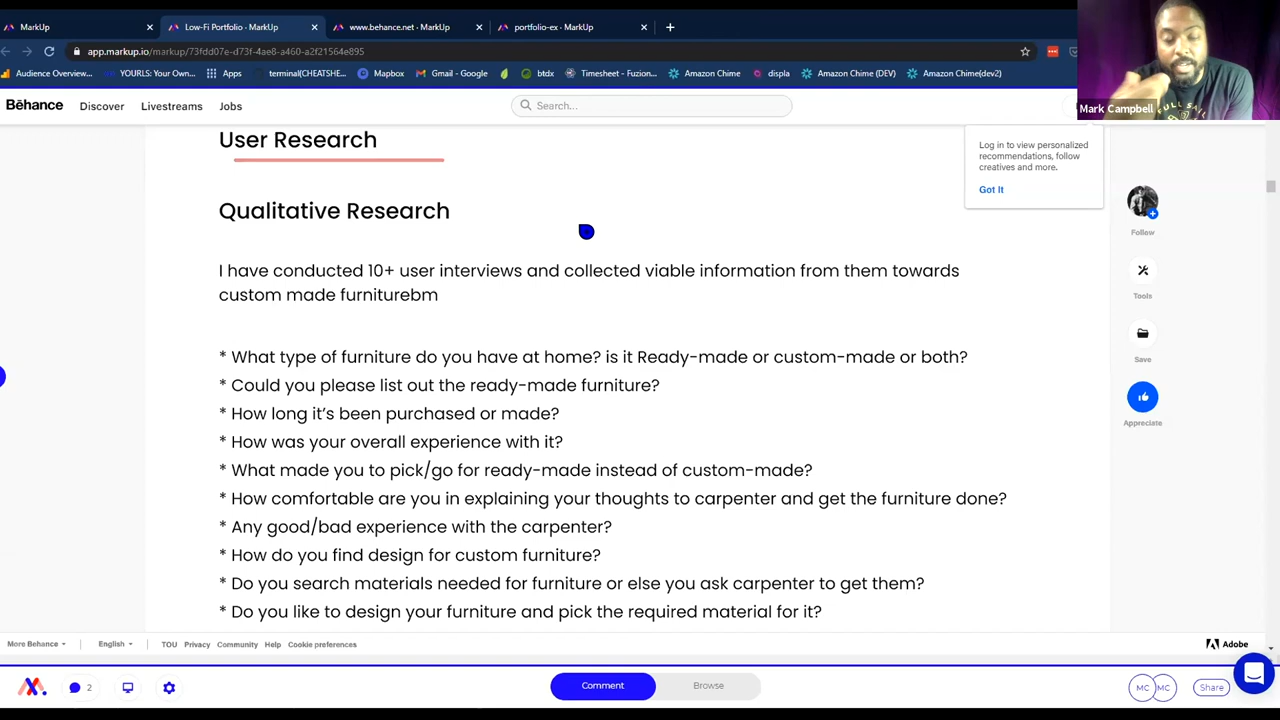 MarkUp
Low-Fi Portfolio - MarkUp
www.behance.net - MarkUp
portfolio-ex - MarkUp
app.markup.io/markup/73fdd07e-d73f-4ae8-a460-a2f21564e895
Audience Overview...
YOURLS: Your Own...
Apps
terminal(CHEATSHE...
Mapbox
Gmail - Google
btdx
Timesheet - Fuzion...
Amazon Chime
displa
Amazon Chime (DEV)
Amazon Chime(dev2)
Mark Campbell
FULL SAIL
Bēhance
Discover
Livestreams
Jobs
Search...
Log in to view personalized
recommendations, follow
creatives and more.
Got It
User Research
Qualitative Research
I have conducted 10+ user interviews and collected viable information from them towards
custom made furniturebm
* What type of furniture do you have at home? is it Ready-made or custom-made or both?
* Could you please list out the ready-made furniture?
* How long it's been purchased or made?
* How was your overall experience with it?
* What made you to pick/go for ready-made instead of custom-made?
* How comfortable are you in explaining your thoughts to carpenter and get the furniture done?
* Any good/bad experience with the carpenter?
* How do you find design for custom furniture?
* Do you search materials needed for furniture or else you ask carpenter to get them?
* Do you like to design your furniture and pick the required material for it?
Follow
Tools
Save
Appreciate
More Behance
English
TOU
Privacy
Community
Help
Cookie preferences
Adobe
2
Comment
Browse
MC
MC
Share